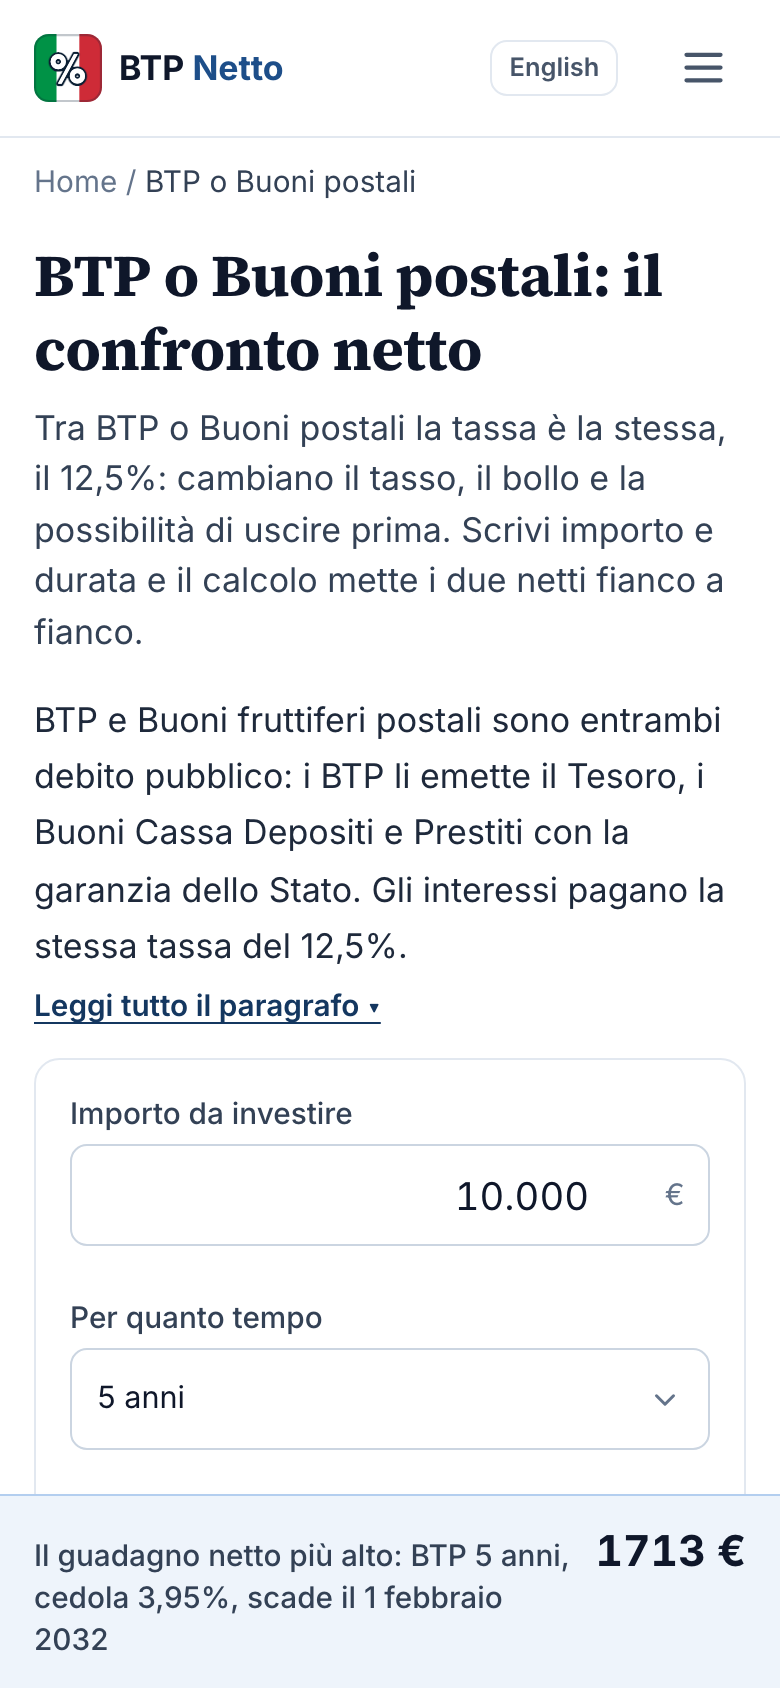 %
BTP Netto
English
Home / BTP o Buoni postali
BTP o Buoni postali: il
confronto netto
Tra BTP o Buoni postali la tassa è la stessa,
il 12,5%: cambiano il tasso, il bollo e la
possibilità di uscire prima. Scrivi importo e
durata e il calcolo mette i due netti fianco a
fianco.
BTP e Buoni fruttiferi postali sono entrambi
debito pubblico: i BTP li emette il Tesoro, i
Buoni Cassa Depositi e Prestiti con la
garanzia dello Stato. Gli interessi pagano la
stessa tassa del 12,5%.
Leggi tutto il paragrafo ▾
Importo da investire
10.000 €
Per quanto tempo
5 anni
Il guadagno netto più alto: BTP 5 anni, 1713 €
cedola 3,95%, scade il 1 febbraio
2032